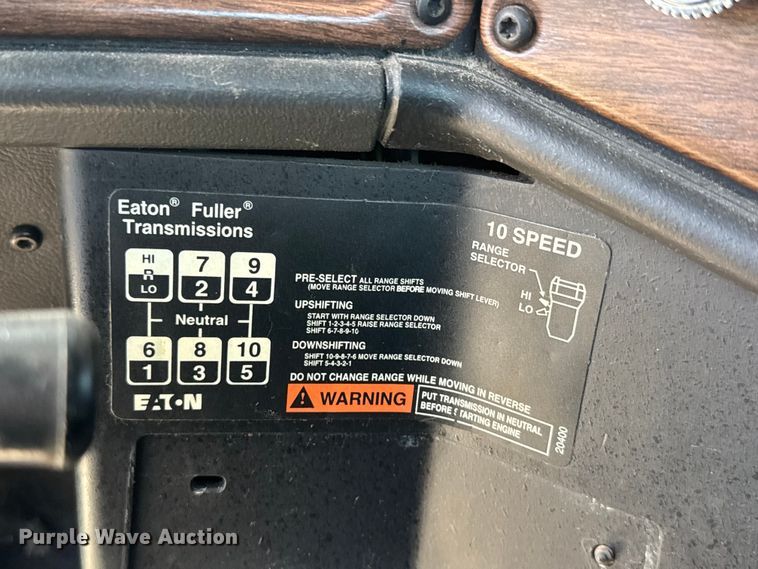 Eaton® Fuller®
Transmissions
10 SPEED
RANGE
SELECTOR
HI
LO
HI
R
LO
7
2
9
4
Neutral
6
1
8
3
10
5
EATON
PRE-SELECT ALL RANGE SHIFTS
(MOVE RANGE SELECTOR BEFORE MOVING SHIFT LEVER)
UPSHIFTING
START WITH RANGE SELECTOR DOWN
SHIFT 1-2-3-4-5 RAISE RANGE SELECTOR
SHIFT 6-7-8-9-10
DOWNSHIFTING
SHIFT 10-9-8-7-6 MOVE RANGE SELECTOR DOWN
SHIFT 5-4-3-2-1
DO NOT CHANGE RANGE WHILE MOVING IN REVERSE
WARNING
PUT TRANSMISSION IN NEUTRAL
BEFORE STARTING ENGINE
20400
Purple Wave Auction